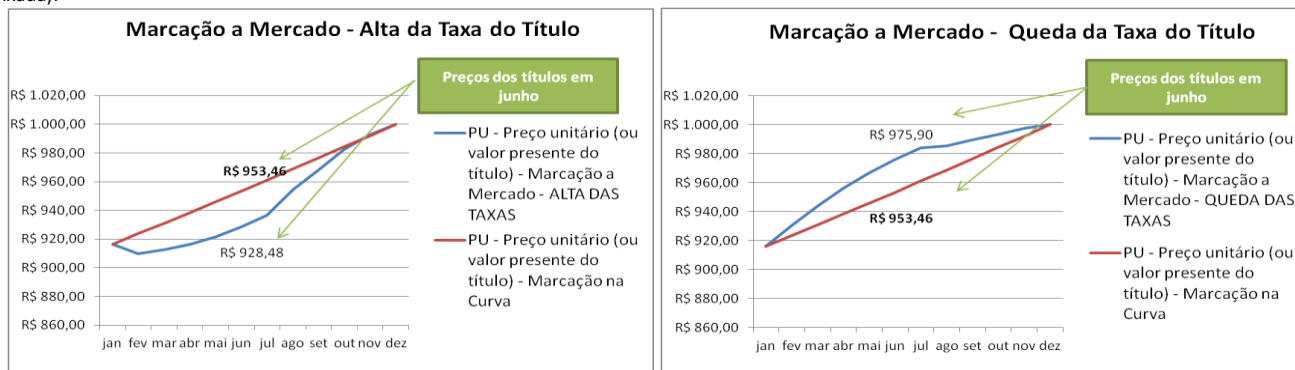 Marcação a Mercado - Alta da Taxa do Título
Preços dos títulos em
junho
R$ 1.020,00
R$ 1.000,00
R$ 980,00
R$ 960,00
R$ 940,00
R$ 920,00
R$ 900,00
R$ 880,00
R$ 860,00
R$ 953,46
R$ 928,48
jan fev mar abr mai jun jul ago set out nov dez
PU - Preço unitário (ou
valor presente do
título) - Marcação a
Mercado - ALTA DAS
TAXAS
PU - Preço unitário (ou
valor presente do
título) - Marcação na
Curva
Marcação a Mercado - Queda da Taxa do Título
Preços dos títulos em
junho
R$ 1.020,00
R$ 1.000,00
R$ 980,00
R$ 960,00
R$ 940,00
R$ 920,00
R$ 900,00
R$ 880,00
R$ 860,00
R$ 975,90
R$ 953,46
jan fev mar abr mai jun jul ago set out nov dez
PU - Preço unitário (ou
valor presente do
título) - Marcação a
Mercado - QUEDA DAS
TAXAS
PU - Preço unitário (ou
valor presente do
título) - Marcação na
Curva